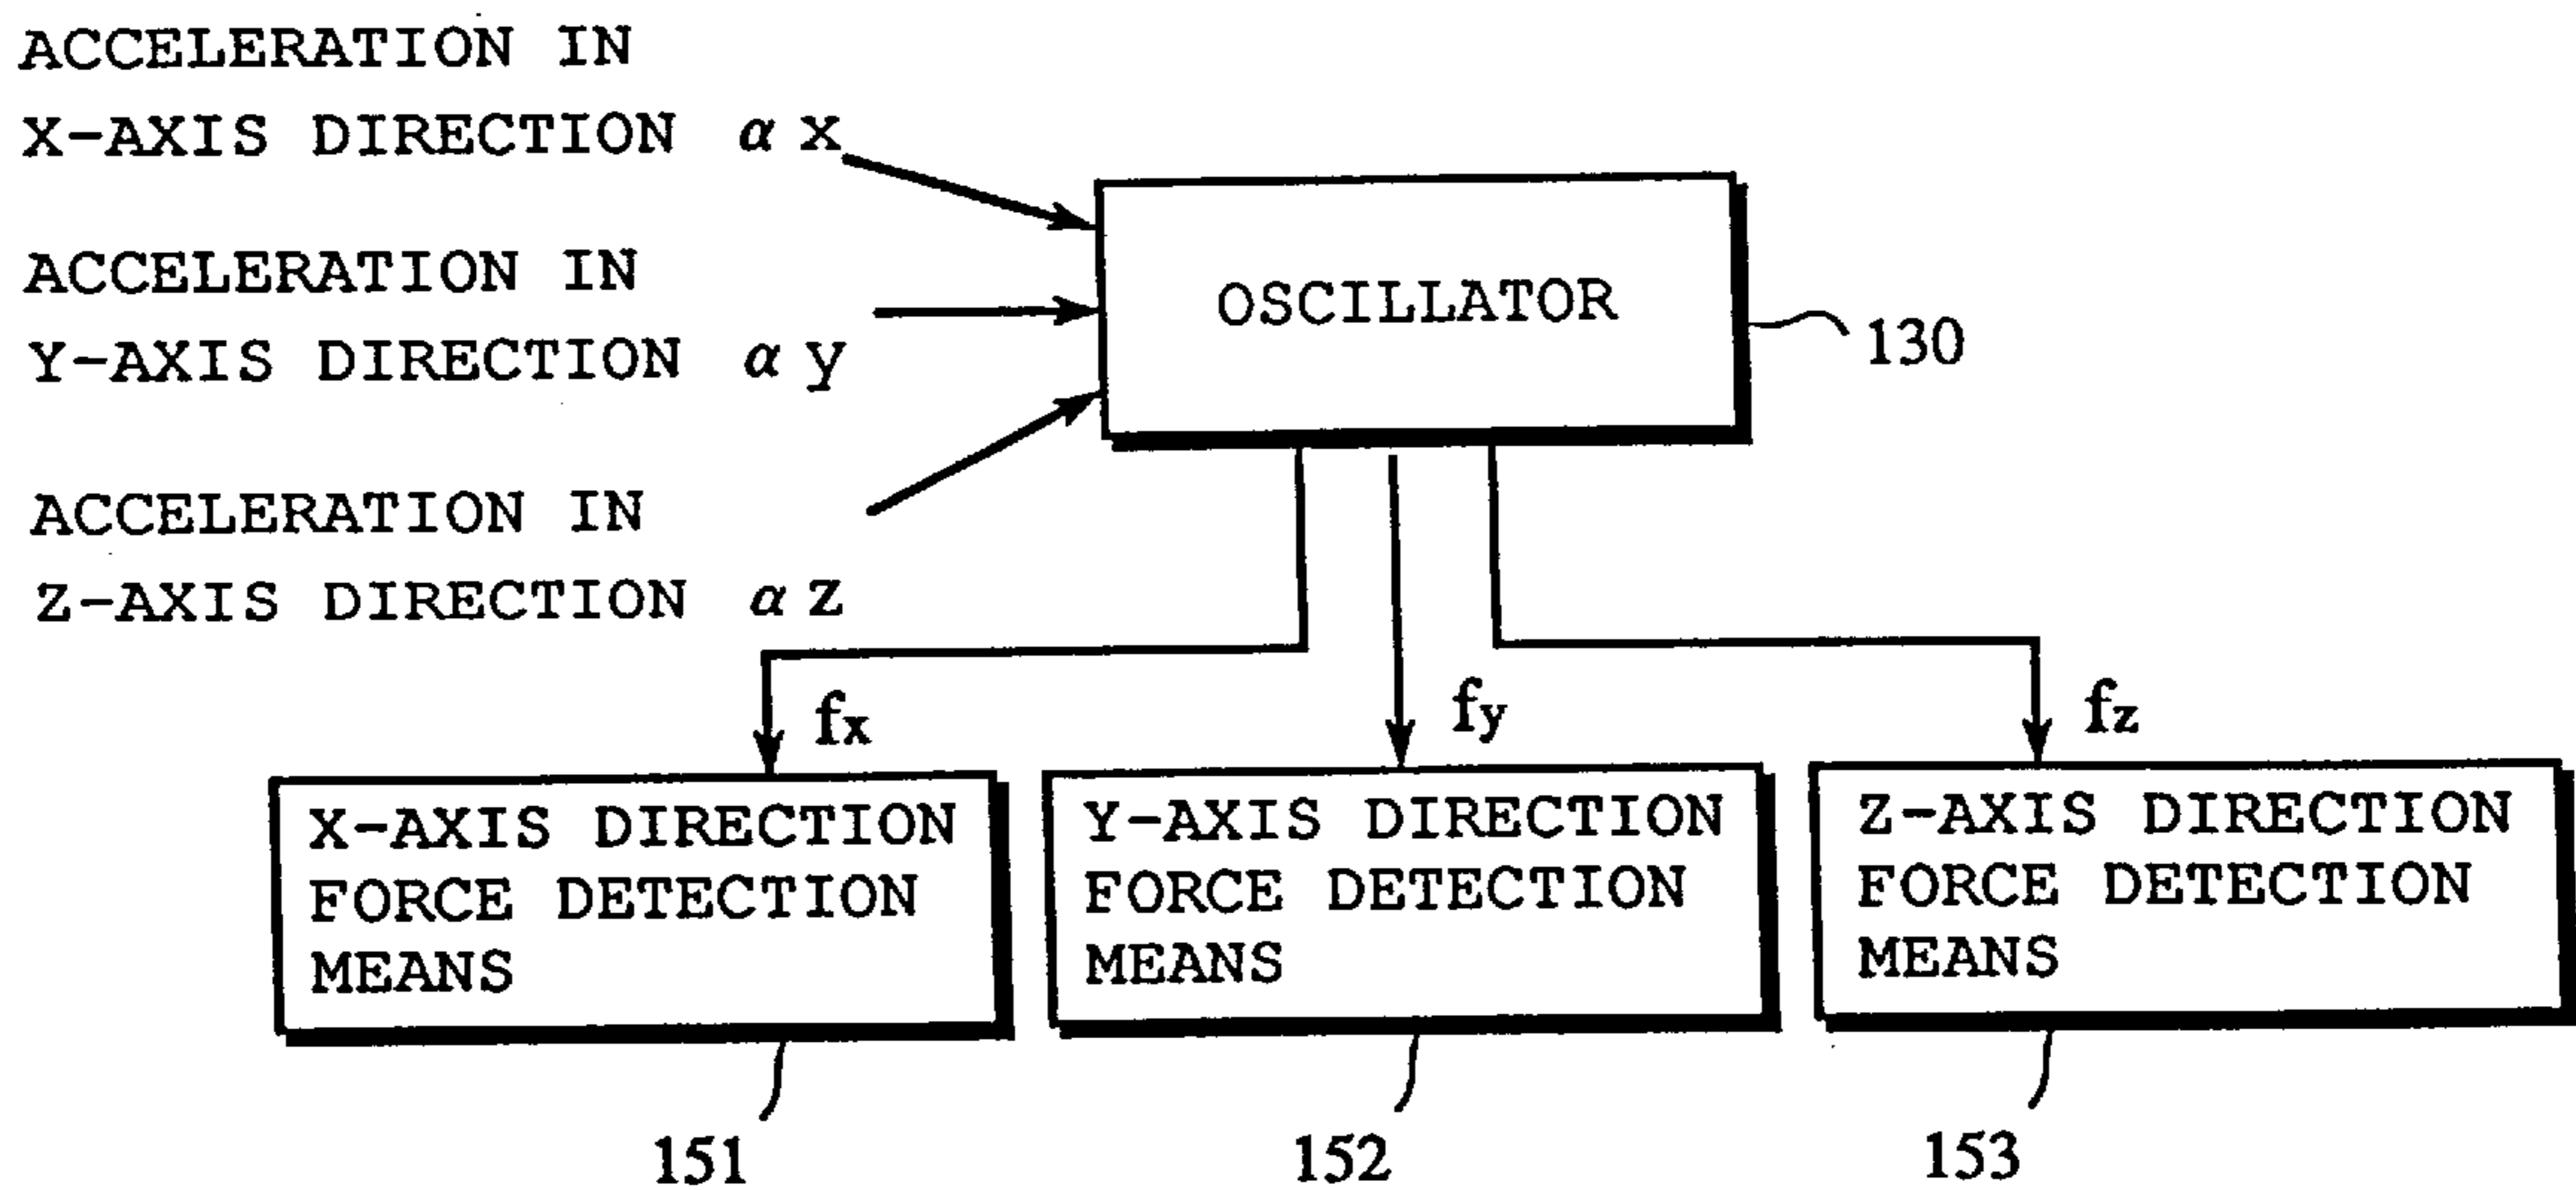 ACCELERATION IN
X-AXIS DIRECTION αx
ACCELERATION IN
Y-AXIS DIRECTION αy
ACCELERATION IN
Z-AXIS DIRECTION αz
OSCILLATOR
130
fx
fy
fz
X-AXIS DIRECTION
FORCE DETECTION
MEANS
Y-AXIS DIRECTION
FORCE DETECTION
MEANS
Z-AXIS DIRECTION
FORCE DETECTION
MEANS
151
152
153